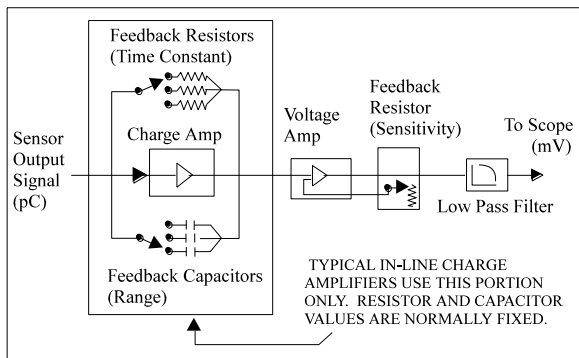 Feedback Resistors
(Time Constant)
Charge Amp
Sensor
Output
Signal
(pC)
Feedback Capacitors
(Range)
Voltage
Amp
Feedback
Resistor
(Sensitivity)
To Scope
(mV)
Low Pass Filter
TYPICAL IN-LINE CHARGE
AMPLIFIERS USE THIS PORTION
ONLY. RESISTOR AND CAPACITOR
VALUES ARE NORMALLY FIXED.